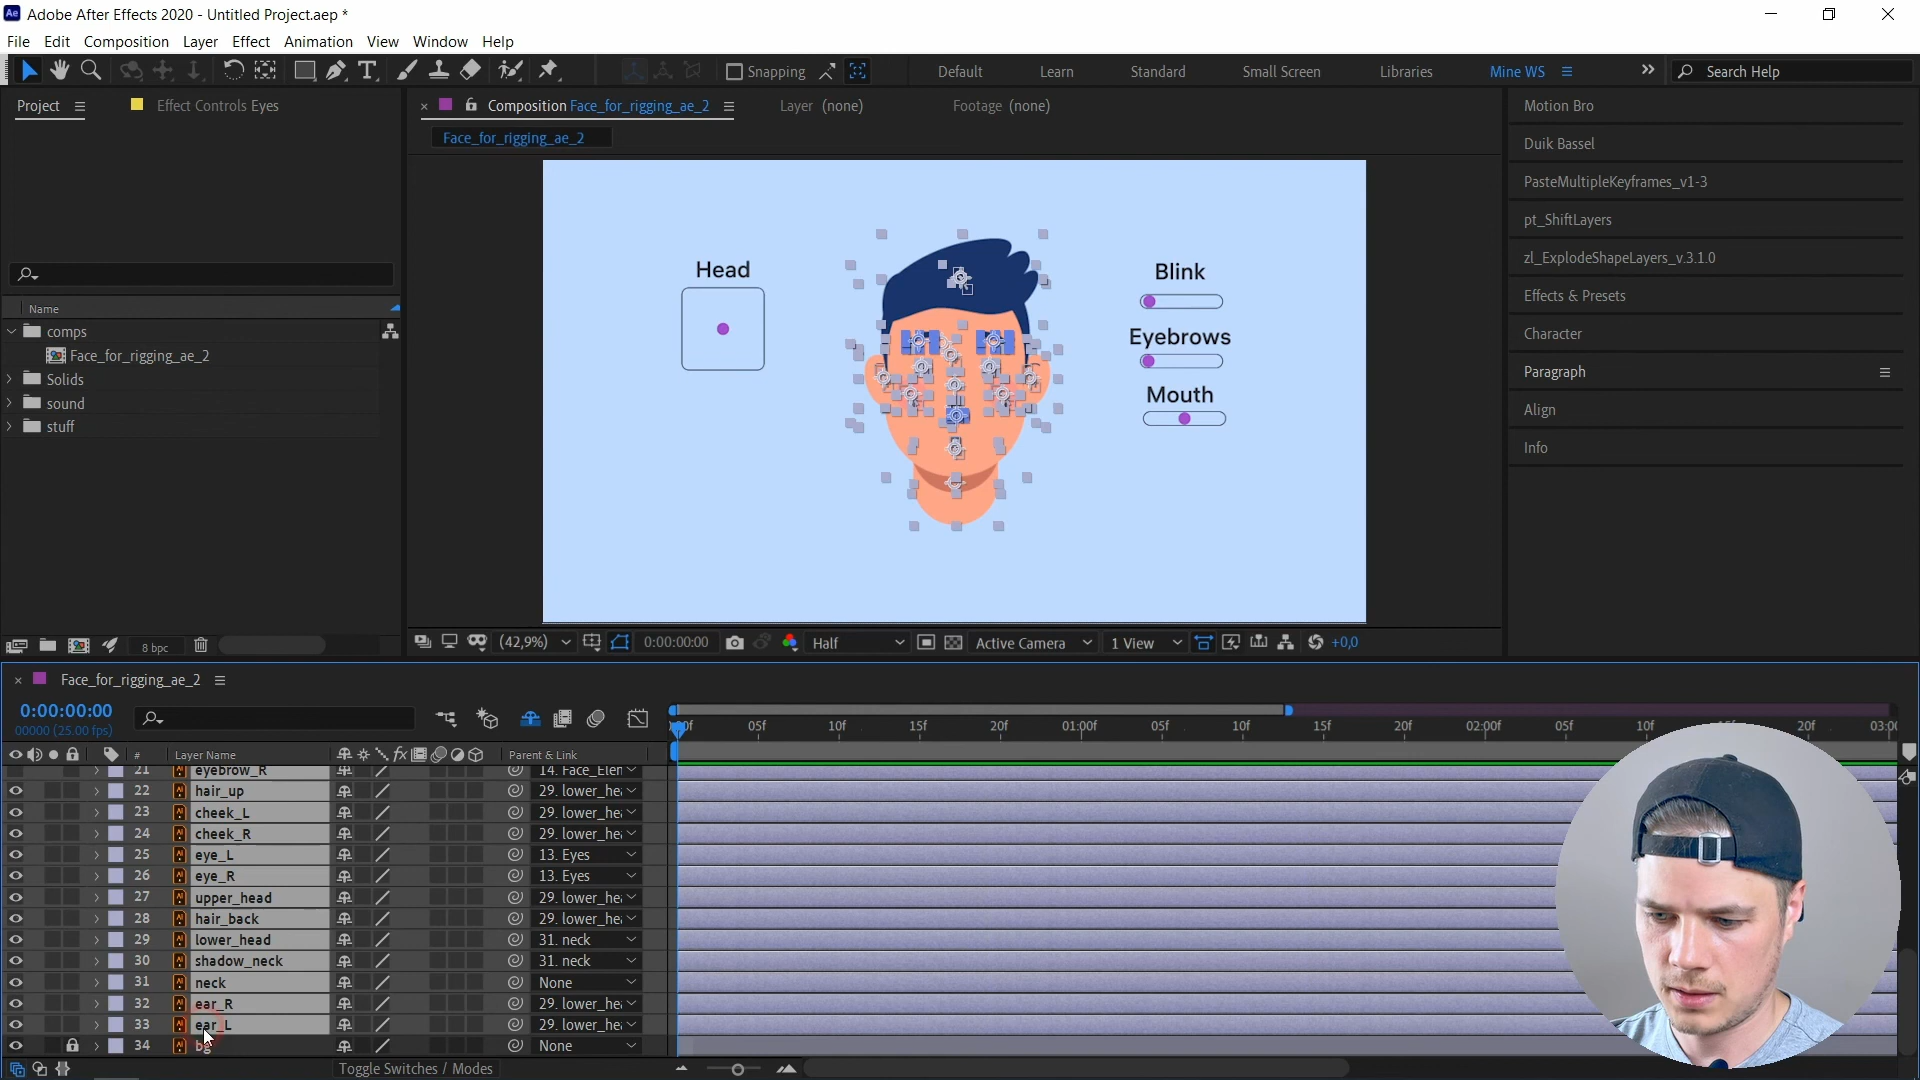 Ae Adobe After Effects 2020 - Untitled Project.aep *
File Edit Composition Layer Effect Animation View Window Help
Snapping Default Learn Standard Small Screen Libraries Mine WS Search Help
Project Effect Controls Eyes
Composition Face_for_rigging_ae_2 Layer (none) Footage (none)
Face_for_rigging_ae_2
Name
comps
Face_for_rigging_ae_2
Solids
sound
stuff
8 bpc
Head
Blink
Eyebrows
Mouth
(42,9%) 0:00:00:00 Half Active Camera 1 View +0,0
Motion Bro
Duik Bassel
PasteMultipleKeyframes_v1-3
pt_ShiftLayers
zl_ExplodeShapeLayers_v.3.1.0
Effects & Presets
Character
Paragraph
Align
Info
Face_for_rigging_ae_2
0:00:00:00
00000 (25.00 fps)
05f 10f 15f 20f 01:00f 05f 10f 15f 20f 02:00f 05f 10f 20f
# Layer Name fx Parent & Link
21 eyebrow_R 14. Face_Elem
22 hair_up 29. lower_he
23 cheek_L 29. lower_he
24 cheek_R 29. lower_he
25 eye_L 13. Eyes
26 eye_R 13. Eyes
27 upper_head 29. lower_he
28 hair_back 29. lower_he
29 lower_head 31. neck
30 shadow_neck 31. neck
31 neck None
32 ear_R 29. lower_he
33 ear_L 29. lower_he
34 bg None
Toggle Switches / Modes